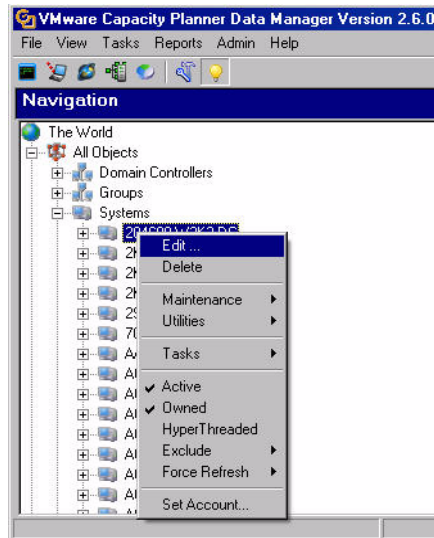 VMware Capacity Planner Data Manager Version 2.6.0
File View Tasks Reports Admin Help
Navigation
The World
All Objects
Domain Controllers
Groups
Systems
Edit ...
Delete
Maintenance
Utilities
Tasks
Active
Owned
HyperThreaded
Exclude
Force Refresh
Set Account...